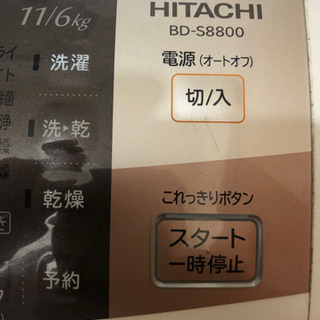 11/6kg
HITACHI
BD-S8800
洗濯
電源(オートオフ)
切/入
洗▸乾
乾燥
これっきりボタン
スタート
一時停止
予約